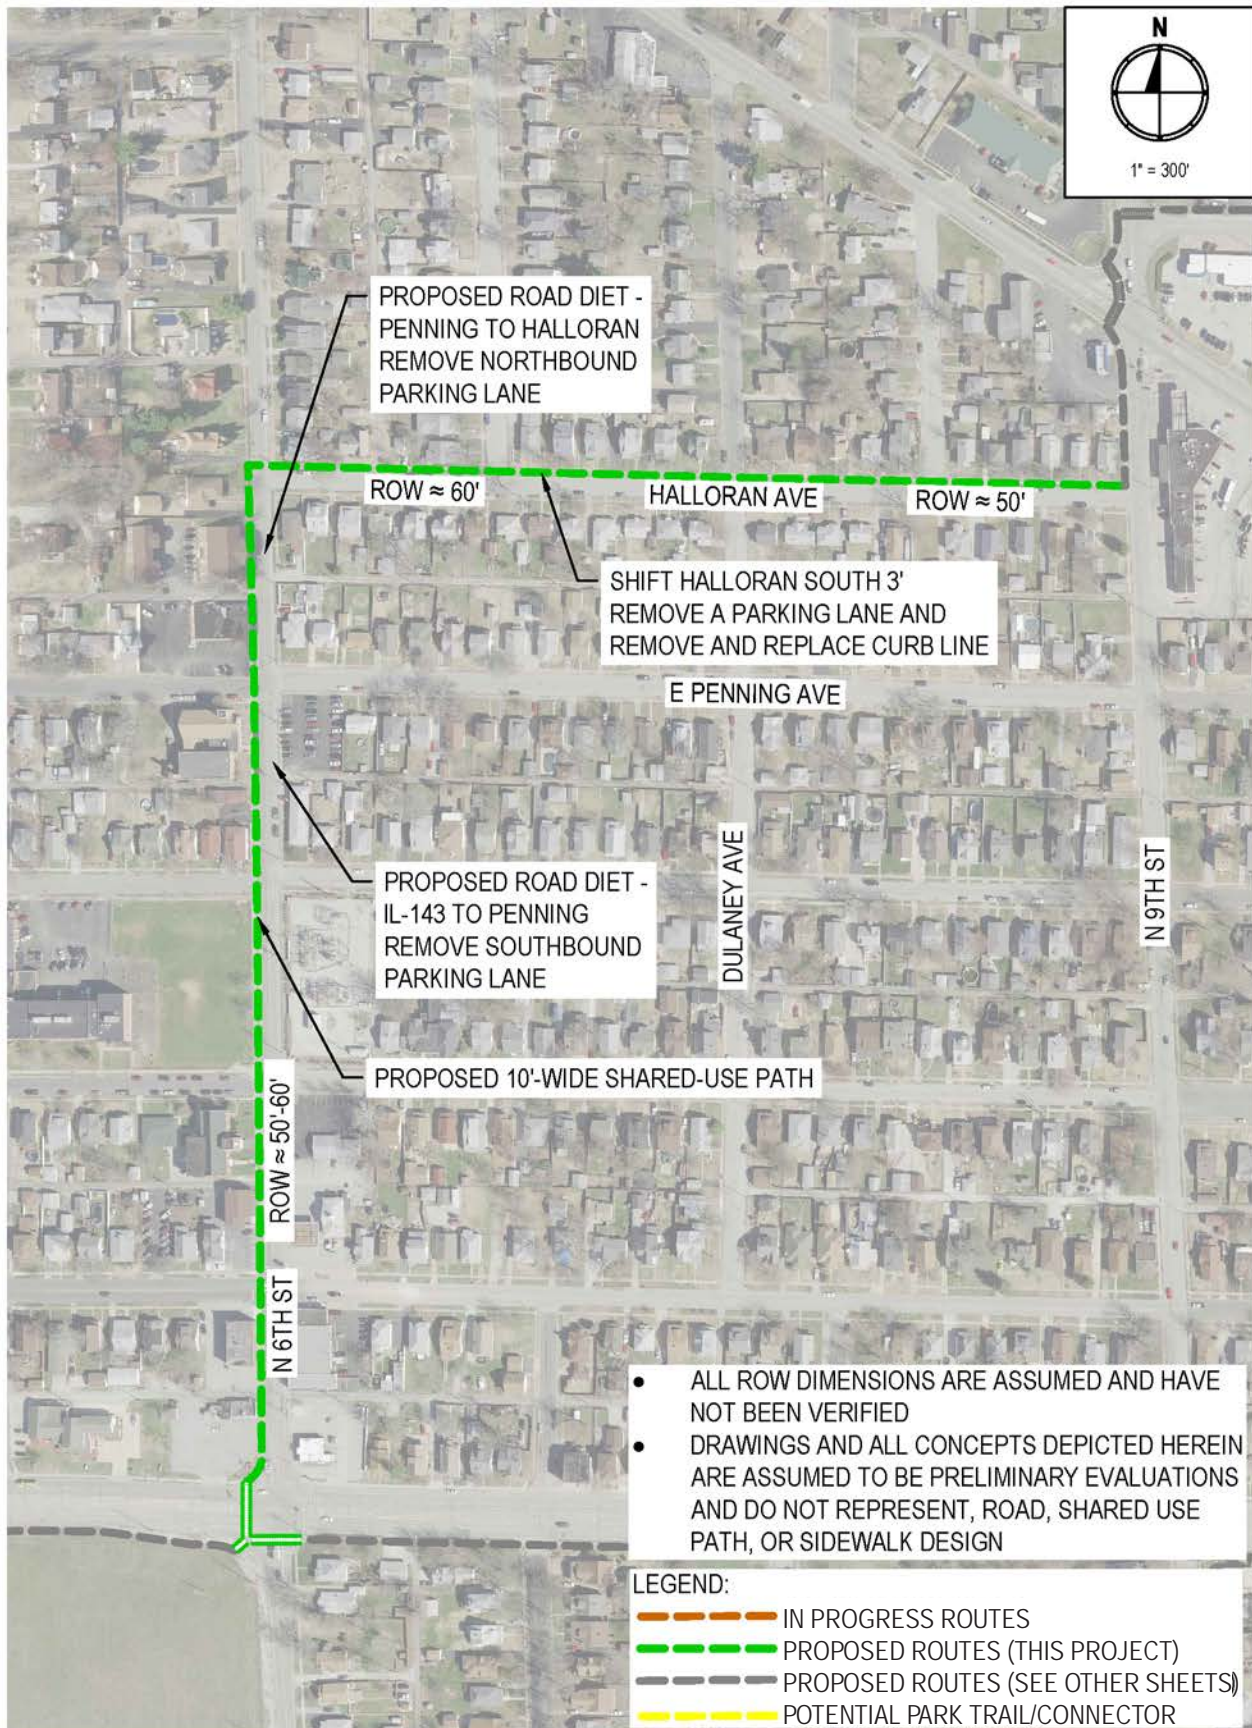 N
1" = 300'
PROPOSED ROAD DIET -
PENNING TO HALLORAN
REMOVE NORTHBOUND
PARKING LANE
ROW ≈ 60'
HALLORAN AVE
ROW ≈ 50'
SHIFT HALLORAN SOUTH 3'
REMOVE A PARKING LANE AND
REMOVE AND REPLACE CURB LINE
E PENNING AVE
PROPOSED ROAD DIET -
IL-143 TO PENNING
REMOVE SOUTHBOUND
PARKING LANE
DULANEY AVE
N 9TH ST
PROPOSED 10'-WIDE SHARED-USE PATH
ROW ≈ 50'-60'
N 6TH ST
• ALL ROW DIMENSIONS ARE ASSUMED AND HAVE
NOT BEEN VERIFIED
• DRAWINGS AND ALL CONCEPTS DEPICTED HEREIN
ARE ASSUMED TO BE PRELIMINARY EVALUATIONS
AND DO NOT REPRESENT, ROAD, SHARED USE
PATH, OR SIDEWALK DESIGN
LEGEND:
IN PROGRESS ROUTES
PROPOSED ROUTES (THIS PROJECT)
PROPOSED ROUTES (SEE OTHER SHEETS)
POTENTIAL PARK TRAIL/CONNECTOR